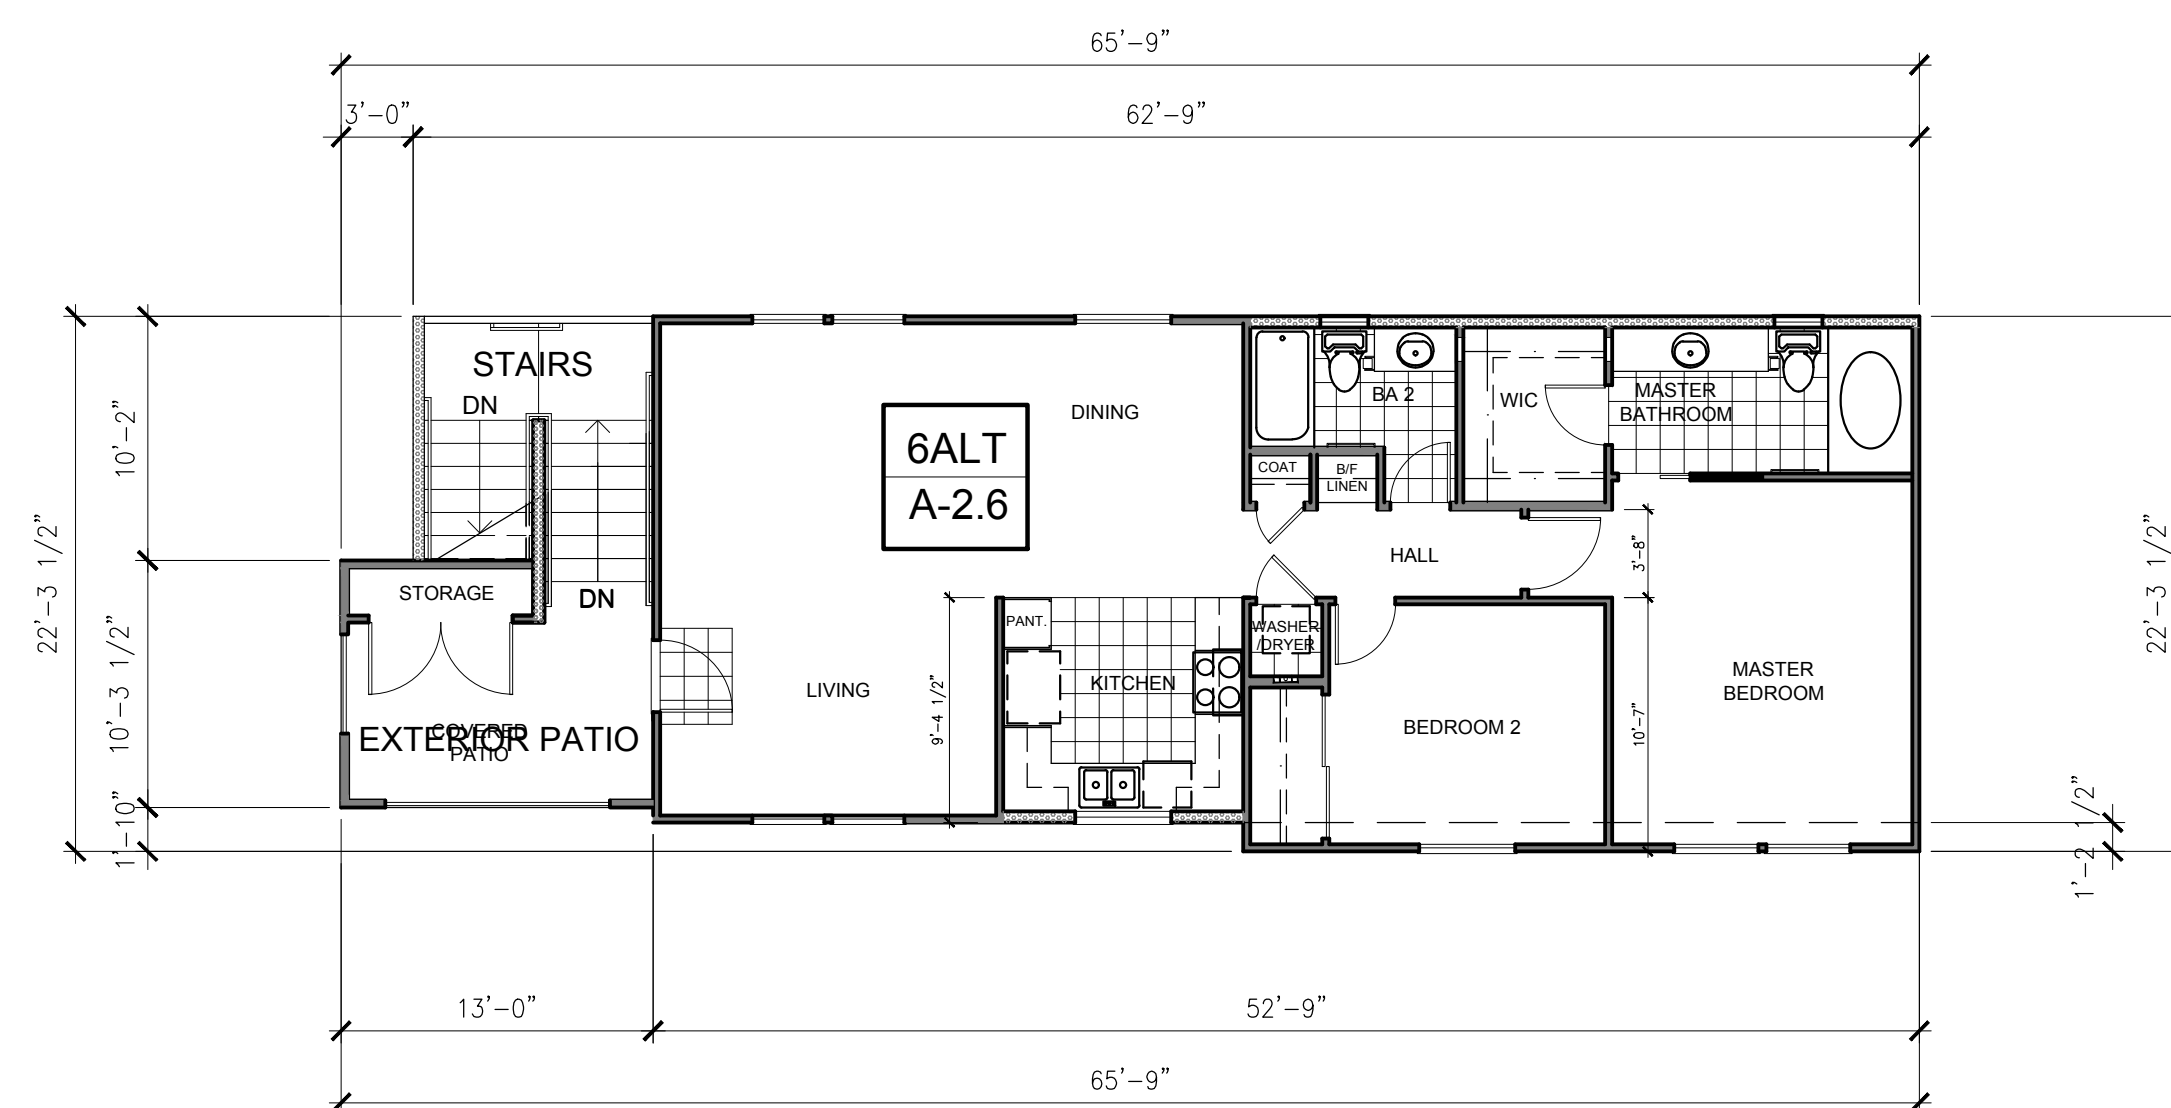 65'-9"
3'-0"
62'-9"
STAIRS
DN
DN
10'-2"
22'-3 1/2"
10'-3 1/2"
1'-10"
STORAGE
COVERED
PATIO
EXTERIOR PATIO
DINING
6ALT
A-2.6
LIVING
9'-4 1/2"
PANT.
KITCHEN
COAT
B/F
LINEN
BA 2
WIC
MASTER
BATHROOM
HALL
3'-8"
WASHER
/DRYER
BEDROOM 2
10'-7"
MASTER
BEDROOM
22'-3 1/2"
1'-2 1/2"
13'-0"
52'-9"
65'-9"